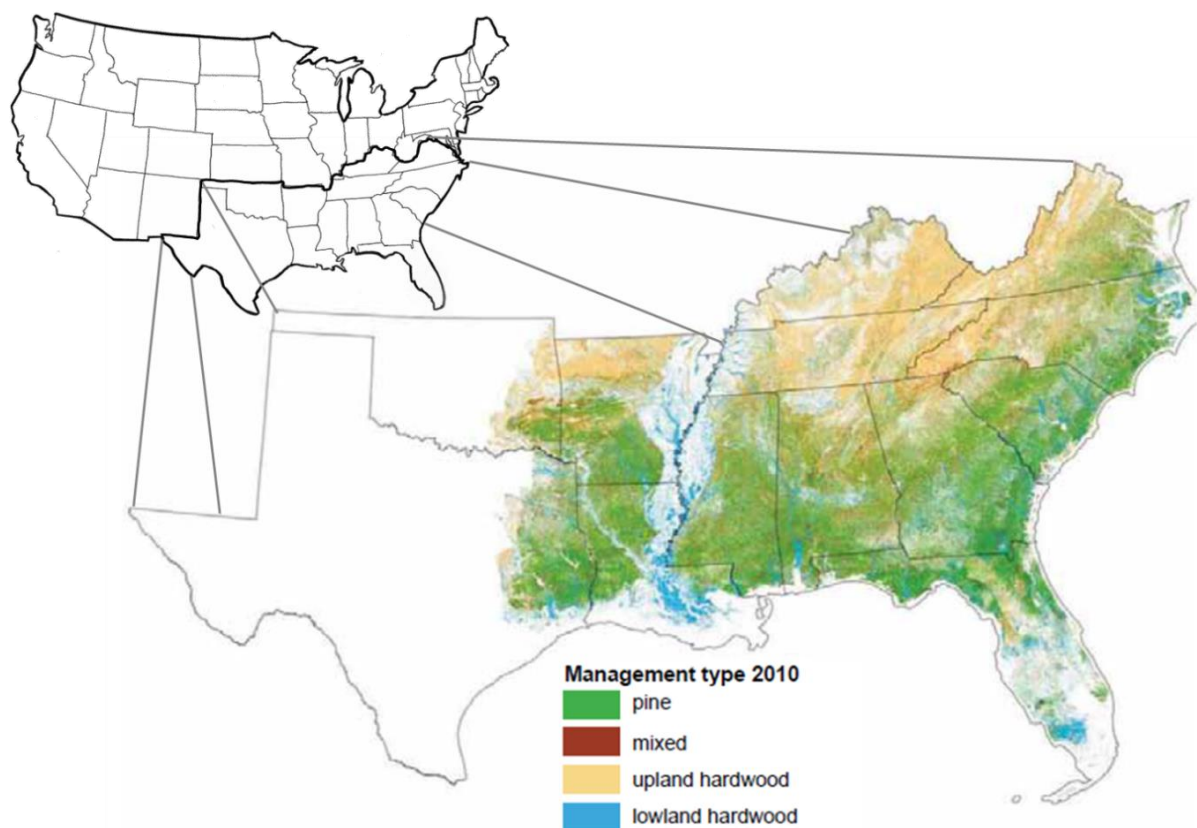 Management type 2010
pine
mixed
upland hardwood
lowland hardwood